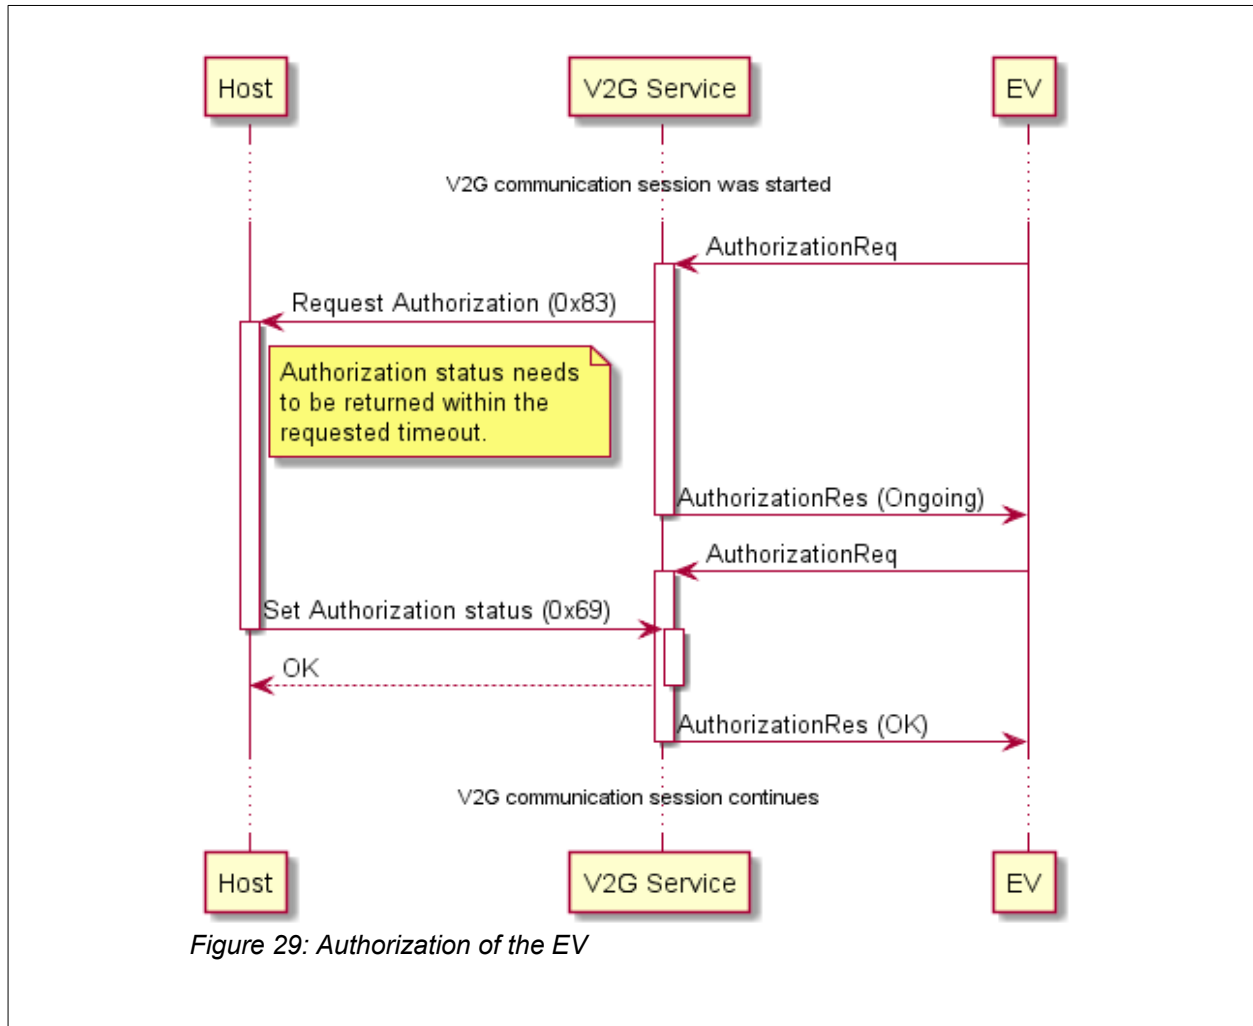 Host
V2G Service
EV
V2G communication session was started
AuthorizationReq
Request Authorization (0x83)
Authorization status needs
to be returned within the
requested timeout.
AuthorizationRes (Ongoing)
AuthorizationReq
Set Authorization status (0x69)
OK
AuthorizationRes (OK)
V2G communication session continues
Host
V2G Service
EV
Figure 29: Authorization of the EV